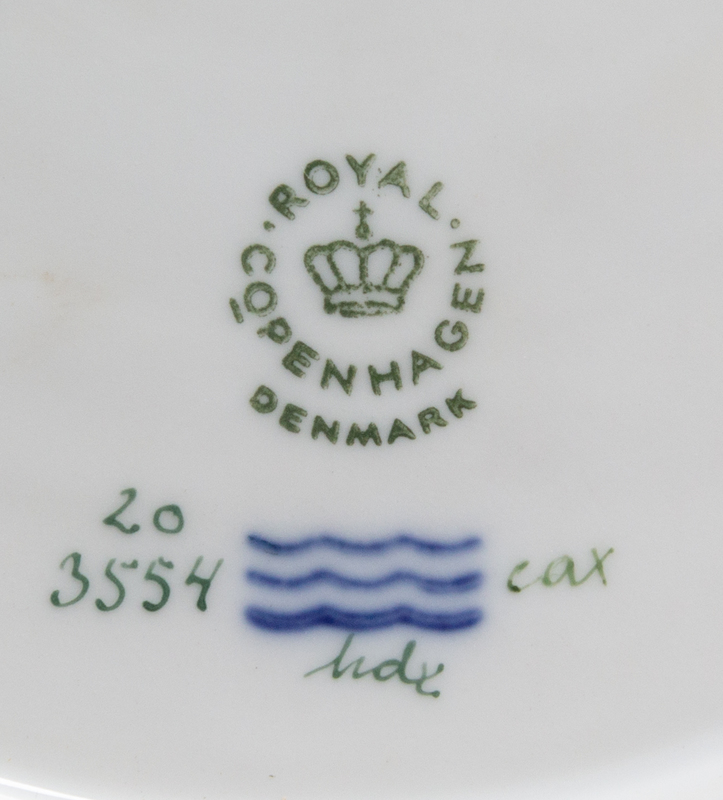 ROYAL
COPENHAGEN
DENMARK
20
3554
cax
hdx